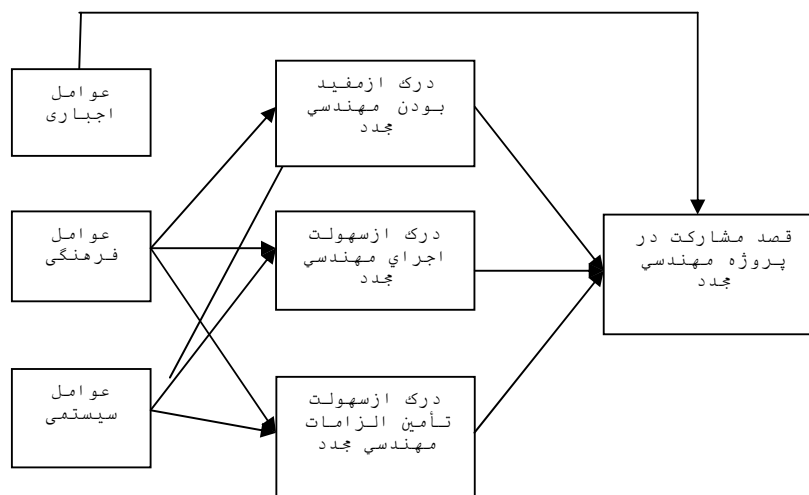 عوامل
اجباری
درک ازمفيد
بودن مهندسي
مجدد
عوامل
فرهنگی
درک ازسهولت
اجراي مهندسي
مجدد
قصد مشارکت در
پروژه مهندسي
مجدد
عوامل
سیستمی
درک ازسهولت
تأمین الزامات
مهندسي مجدد